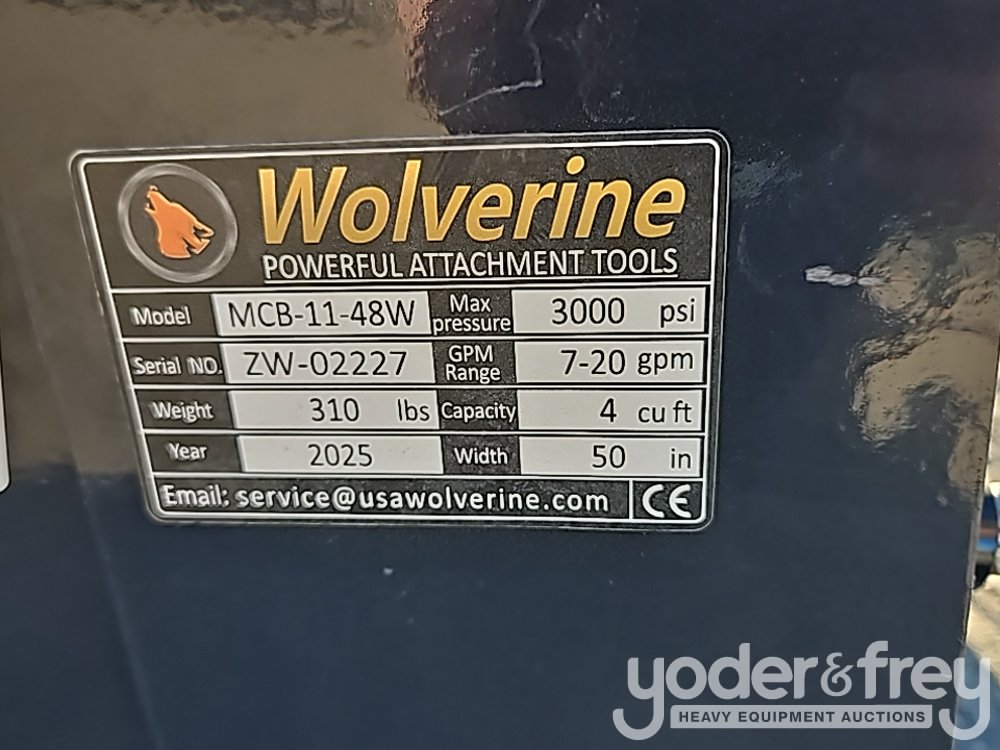 Wolverine
POWERFUL ATTACHMENT TOOLS
Model MCB-11-48W Max pressure 3000 psi
Serial NO. ZW-02227 GPM Range 7-20 gpm
Weight 310 lbs Capacity 4 cu ft
Year 2025 Width 50 in
Email: service@usawolverine.com CE
yoder&frey
HEAVY EQUIPMENT AUCTIONS